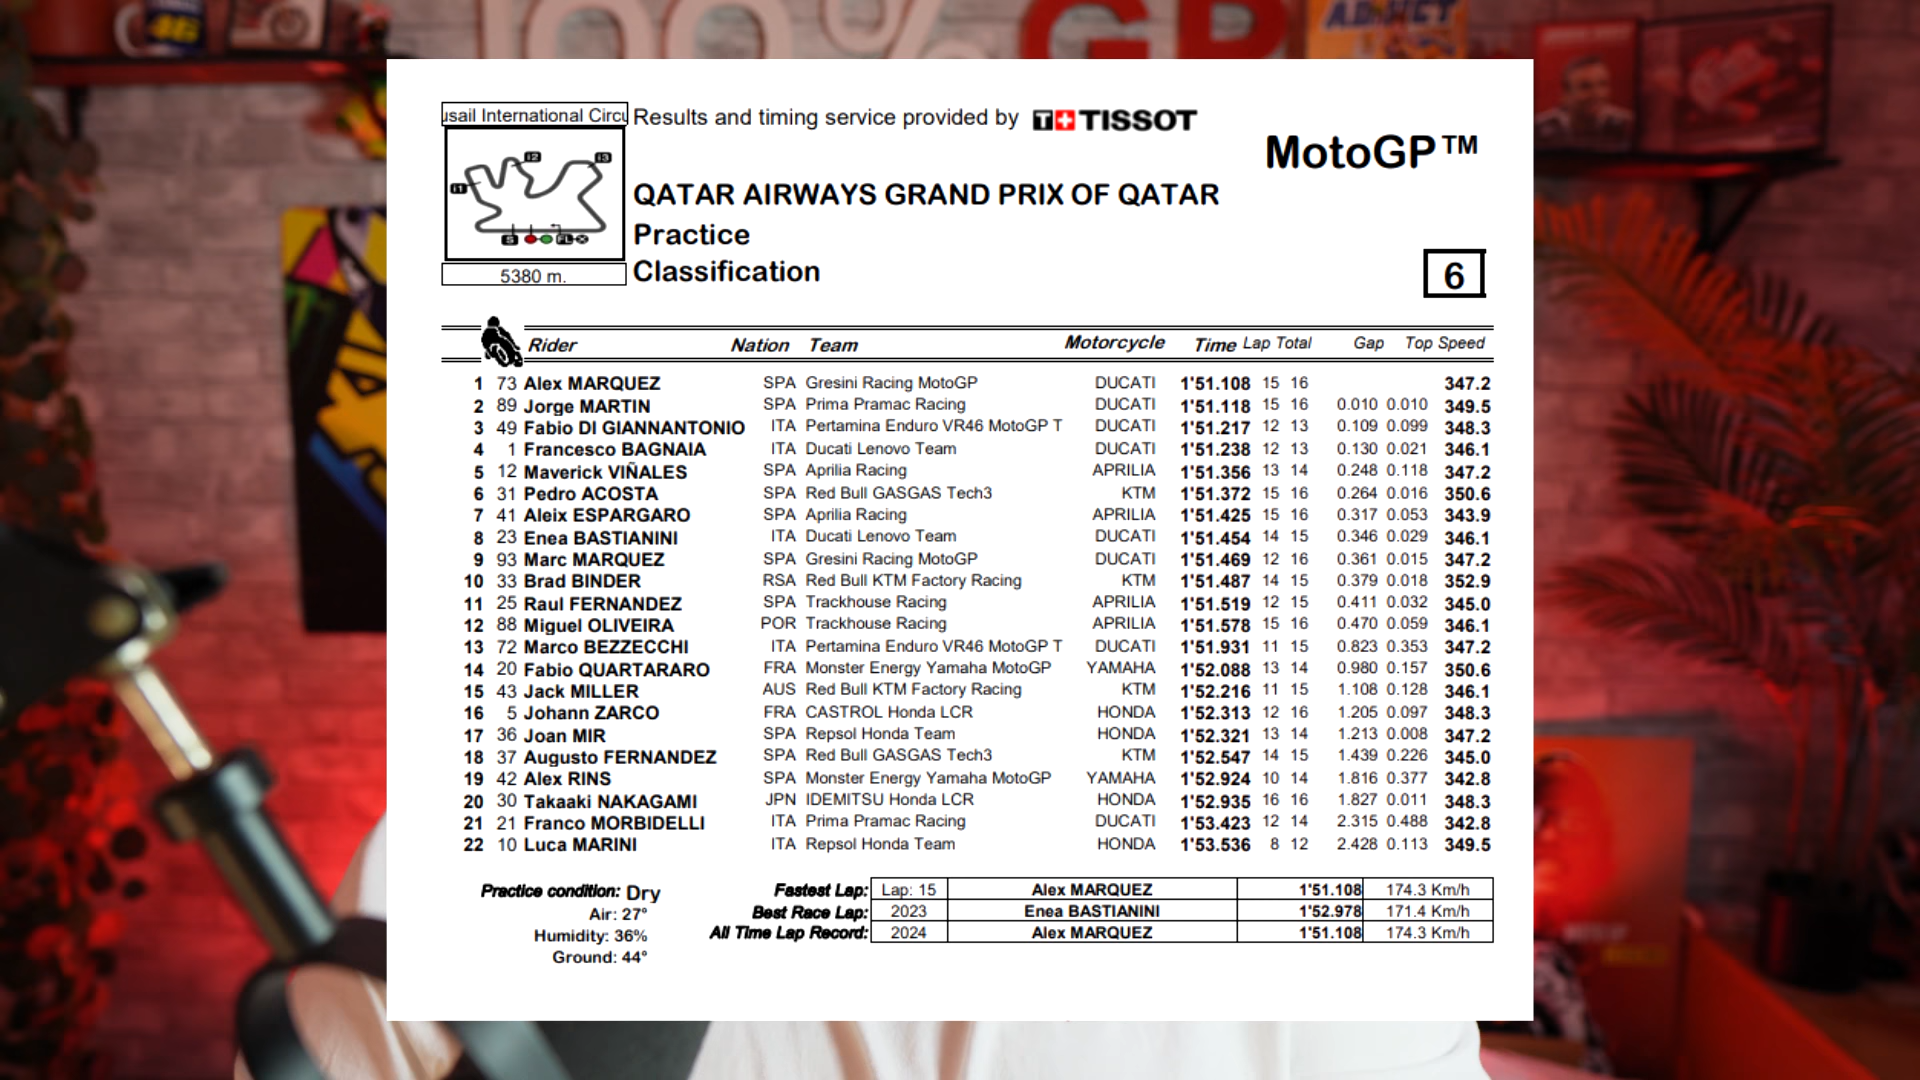 46
100% GP
ADDICT
usail International Circu
Results and timing service provided by T+ TISSOT
MotoGP™
i1 i2 i3
S FL
5380 m.
QATAR AIRWAYS GRAND PRIX OF QATAR
Practice
Classification
6
Rider Nation Team Motorcycle Time Lap Total Gap Top Speed
1 73 Alex MARQUEZ SPA Gresini Racing MotoGP DUCATI 1'51.108 15 16 347.2
2 89 Jorge MARTIN SPA Prima Pramac Racing DUCATI 1'51.118 15 16 0.010 0.010 349.5
3 49 Fabio DI GIANNANTONIO ITA Pertamina Enduro VR46 MotoGP T DUCATI 1'51.217 12 13 0.109 0.099 348.3
4 1 Francesco BAGNAIA ITA Ducati Lenovo Team DUCATI 1'51.238 12 13 0.130 0.021 346.1
5 12 Maverick VIÑALES SPA Aprilia Racing APRILIA 1'51.356 13 14 0.248 0.118 347.2
6 31 Pedro ACOSTA SPA Red Bull GASGAS Tech3 KTM 1'51.372 15 16 0.264 0.016 350.6
7 41 Aleix ESPARGARO SPA Aprilia Racing APRILIA 1'51.425 15 16 0.317 0.053 343.9
8 23 Enea BASTIANINI ITA Ducati Lenovo Team DUCATI 1'51.454 14 15 0.346 0.029 346.1
9 93 Marc MARQUEZ SPA Gresini Racing MotoGP DUCATI 1'51.469 12 16 0.361 0.015 347.2
10 33 Brad BINDER RSA Red Bull KTM Factory Racing KTM 1'51.487 14 15 0.379 0.018 352.9
11 25 Raul FERNANDEZ SPA Trackhouse Racing APRILIA 1'51.519 12 15 0.411 0.032 345.0
12 88 Miguel OLIVEIRA POR Trackhouse Racing APRILIA 1'51.578 15 16 0.470 0.059 346.1
13 72 Marco BEZZECCHI ITA Pertamina Enduro VR46 MotoGP T DUCATI 1'51.931 11 15 0.823 0.353 347.2
14 20 Fabio QUARTARARO FRA Monster Energy Yamaha MotoGP YAMAHA 1'52.088 13 14 0.980 0.157 350.6
15 43 Jack MILLER AUS Red Bull KTM Factory Racing KTM 1'52.216 11 15 1.108 0.128 346.1
16 5 Johann ZARCO FRA CASTROL Honda LCR HONDA 1'52.313 12 16 1.205 0.097 348.3
17 36 Joan MIR SPA Repsol Honda Team HONDA 1'52.321 13 14 1.213 0.008 347.2
18 37 Augusto FERNANDEZ SPA Red Bull GASGAS Tech3 KTM 1'52.547 14 15 1.439 0.226 345.0
19 42 Alex RINS SPA Monster Energy Yamaha MotoGP YAMAHA 1'52.924 10 14 1.816 0.377 342.8
20 30 Takaaki NAKAGAMI JPN IDEMITSU Honda LCR HONDA 1'52.935 16 16 1.827 0.011 348.3
21 21 Franco MORBIDELLI ITA Prima Pramac Racing DUCATI 1'53.423 12 14 2.315 0.488 342.8
22 10 Luca MARINI ITA Repsol Honda Team HONDA 1'53.536 8 12 2.428 0.113 349.5
Practice condition: Dry
Air: 27°
Humidity: 36%
Ground: 44°
Fastest Lap: Lap: 15 Alex MARQUEZ 1'51.108 174.3 Km/h
Best Race Lap: 2023 Enea BASTIANINI 1'52.978 171.4 Km/h
All Time Lap Record: 2024 Alex MARQUEZ 1'51.108 174.3 Km/h